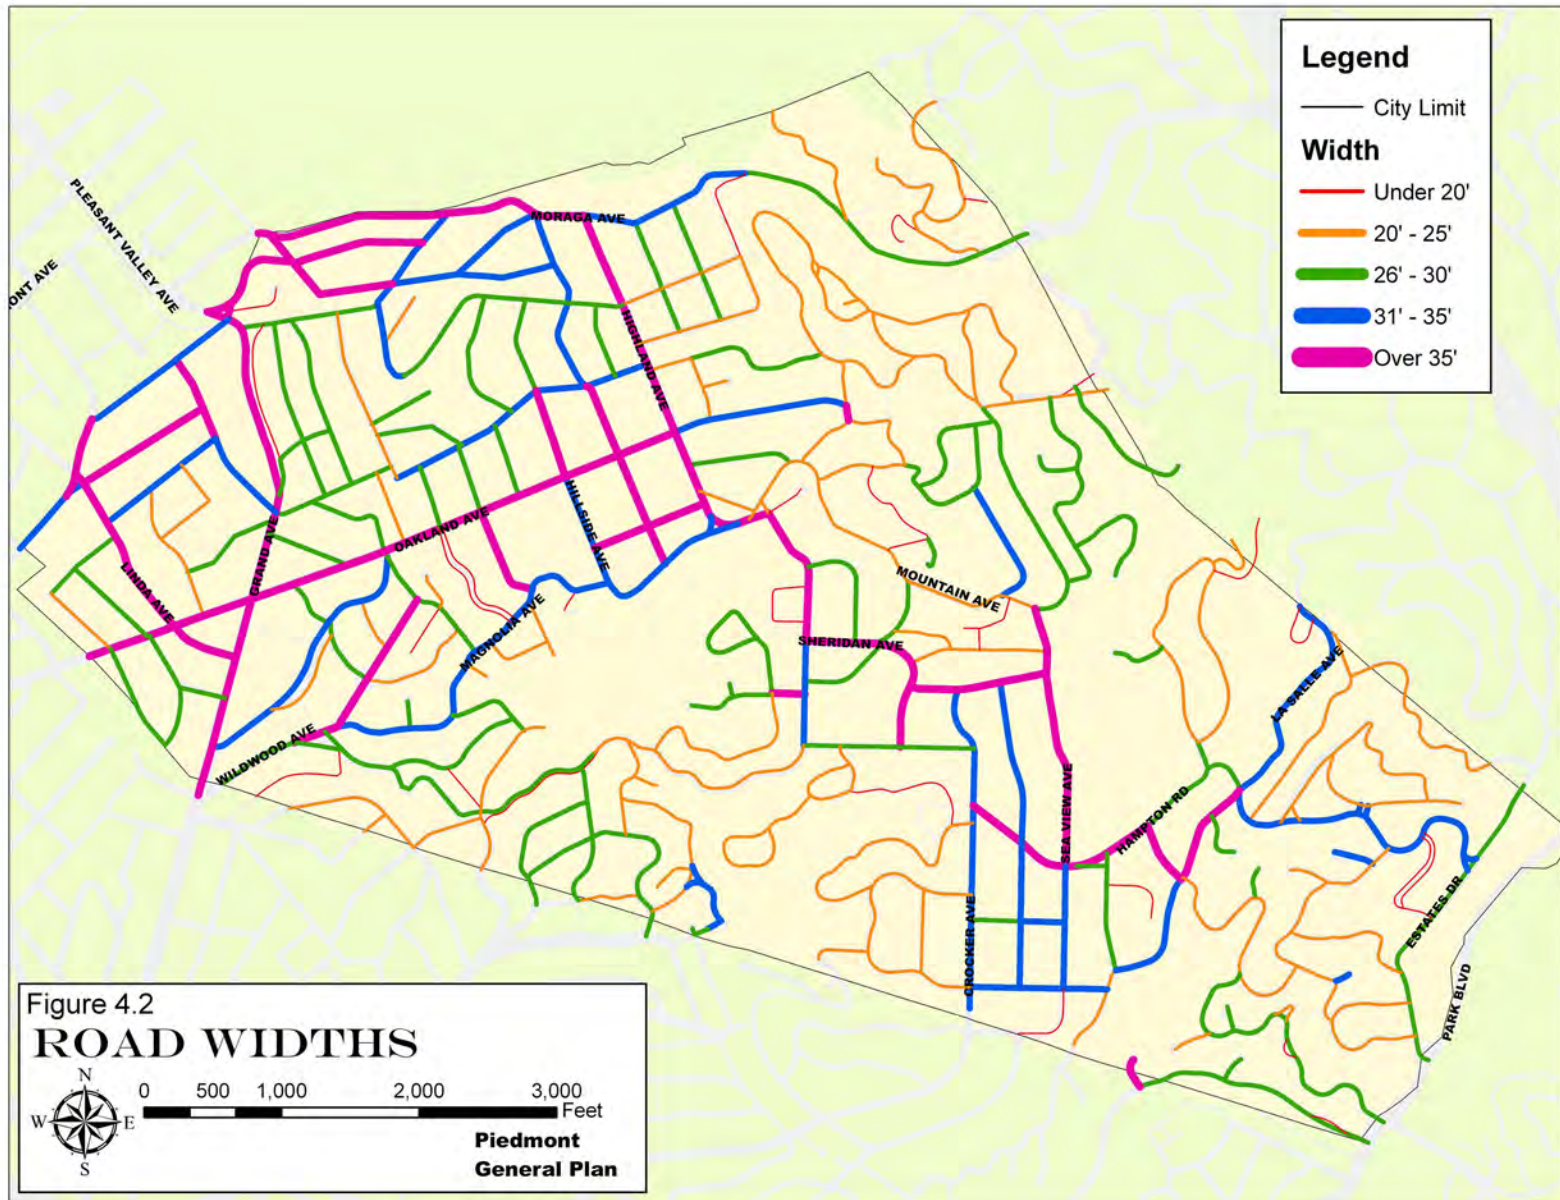 Legend
City Limit
Width
Under 20'
20' - 25'
26' - 30'
31' - 35'
Over 35'
PLEASANT VALLEY AVE
ONT AVE
MORAGA AVE
HIGHLAND AVE
OAKLAND AVE
HILLSIDE AVE
GRAND AVE
LINDA AVE
MAGNOLIA AVE
WILDWOOD AVE
MOUNTAIN AVE
SHERIDAN AVE
LA SALLE AVE
SEA VIEW AVE
HAMPTON RD
CROCKER AVE
ESTATES DR
PARK BLVD
Figure 4.2
ROAD WIDTHS
N
W E
S
0 500 1,000 2,000 3,000
Feet
Piedmont
General Plan